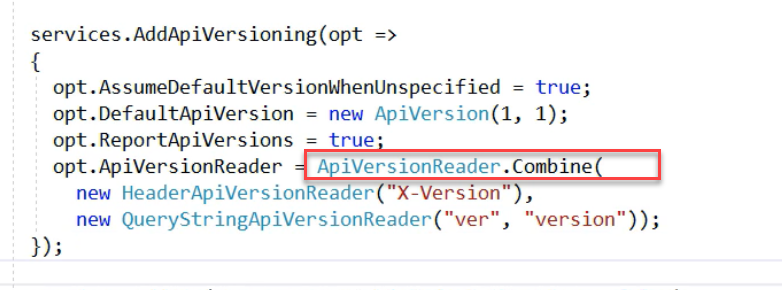 services.AddApiVersioning(opt =>
{
opt.AssumeDefaultVersionWhenUnspecified = true;
opt.DefaultApiVersion = new ApiVersion(1, 1);
opt.ReportApiVersions = true;
opt.ApiVersionReader = ApiVersionReader.Combine(
new HeaderApiVersionReader("X-Version"),
new QueryStringApiVersionReader("ver", "version"));
});